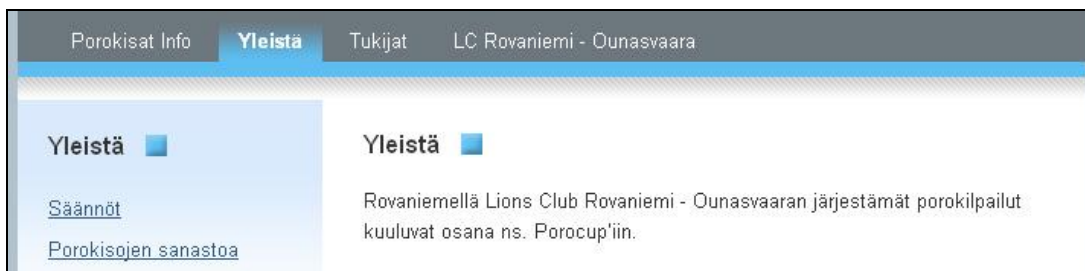 Porokisat Info Yleistä Tukijat LC Rovaniemi - Ounasvaara
Yleistä
Säännöt
Porokisojen sanastoa
Yleistä
Rovaniemellä Lions Club Rovaniemi - Ounasvaaran järjestämät porokilpailut
kuuluvat osana ns. Porocup'iin.